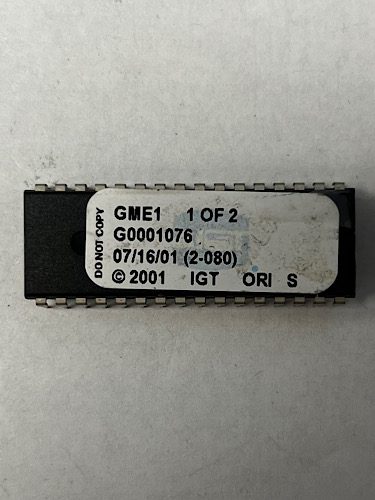 DO NOT COPY
GME1 1 OF 2
G0001076
07/16/01 (2-080)
© 2001 IGT ORI S